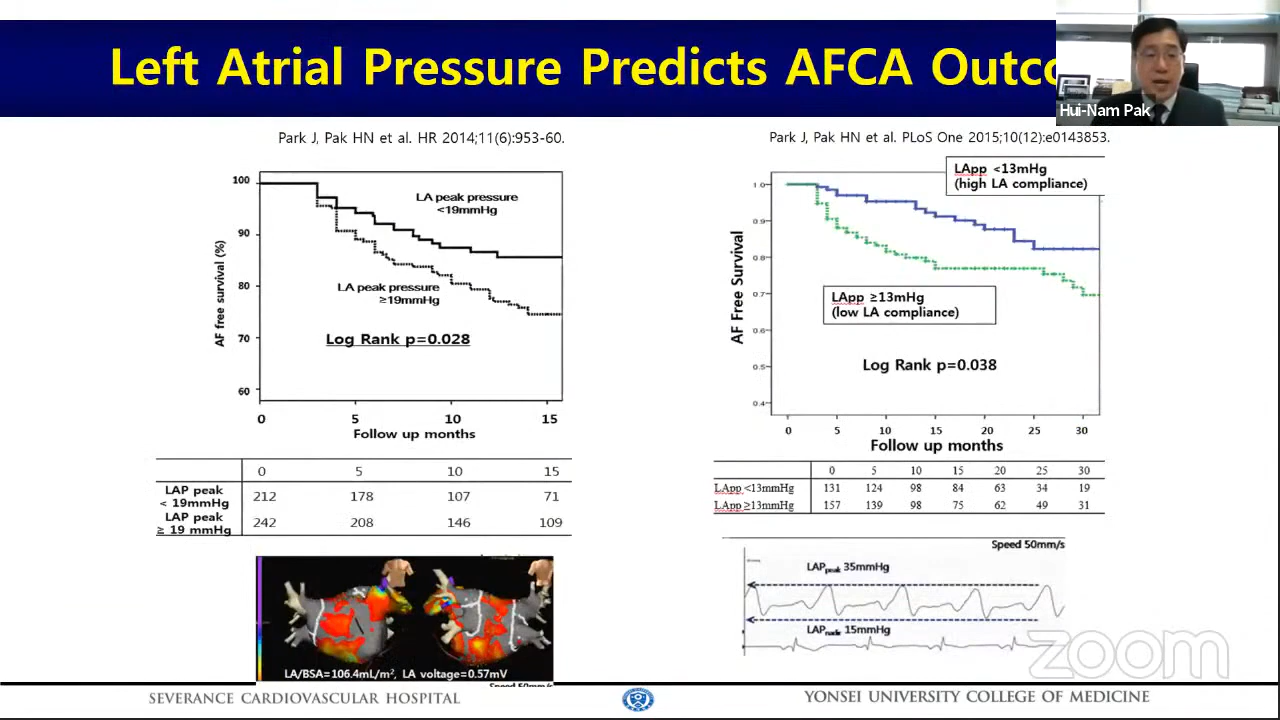 Left Atrial Pressure Predicts AFCA Outco
Hui-Nam Pak
Park J, Pak HN et al. HR 2014;11(6):953-60.
100
90
80
70
60
AF free survival (%)
LA peak pressure
<19mmHg
LA peak pressure
≥19mmHg
Log Rank p=0.028
0 5 10 15
Follow up months
0 5 10 15
LAP peak
< 19mmHg 212 178 107 71
LAP peak
≥ 19 mmHg 242 208 146 109
LA/BSA=106.4mL/m², LA voltage=0.57mV
Speed 50mm/s
Park J, Pak HN et al. PLoS One 2015;10(12):e0143853.
LApp <13mHg
(high LA compliance)
1.0
0.9
0.8
0.7
0.6
0.5
0.4
AF Free Survival
LApp ≥13mHg
(low LA compliance)
Log Rank p=0.038
0 5 10 15 20 25 30
Follow up months
0 5 10 15 20 25 30
LApp <13mmHg 131 124 98 84 63 34 19
LApp ≥13mmHg 157 139 98 75 62 49 31
Speed 50mm/s
LAPpeak 35mmHg
LAPnadir 15mmHg
zoom
SEVERANCE CARDIOVASCULAR HOSPITAL
YONSEI UNIVERSITY COLLEGE OF MEDICINE